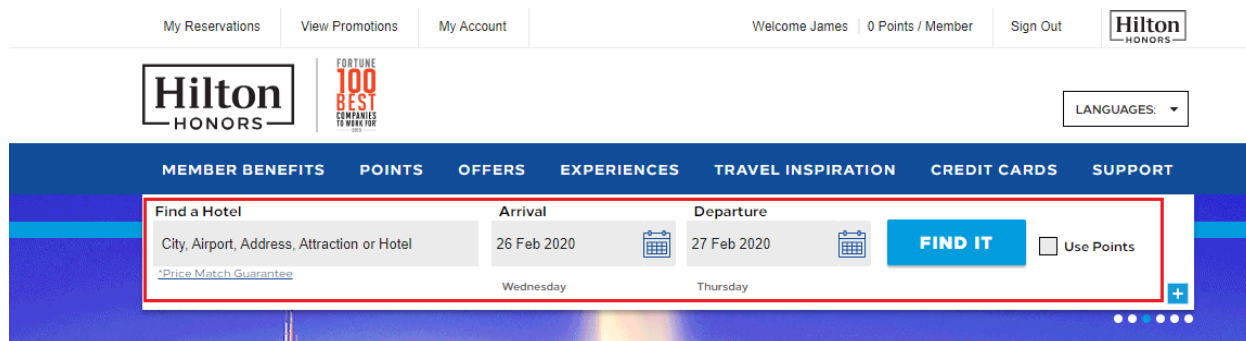 My Reservations View Promotions My Account Welcome James 0 Points / Member Sign Out Hilton
HONORS
Hilton
HONORS
FORTUNE
100
BEST
COMPANIES
TO WORK FOR
LANGUAGES:
MEMBER BENEFITS POINTS OFFERS EXPERIENCES TRAVEL INSPIRATION CREDIT CARDS SUPPORT
Find a Hotel Arrival Departure
City, Airport, Address, Attraction or Hotel 26 Feb 2020 27 Feb 2020 FIND IT Use Points
*Price Match Guarantee
Wednesday Thursday
+